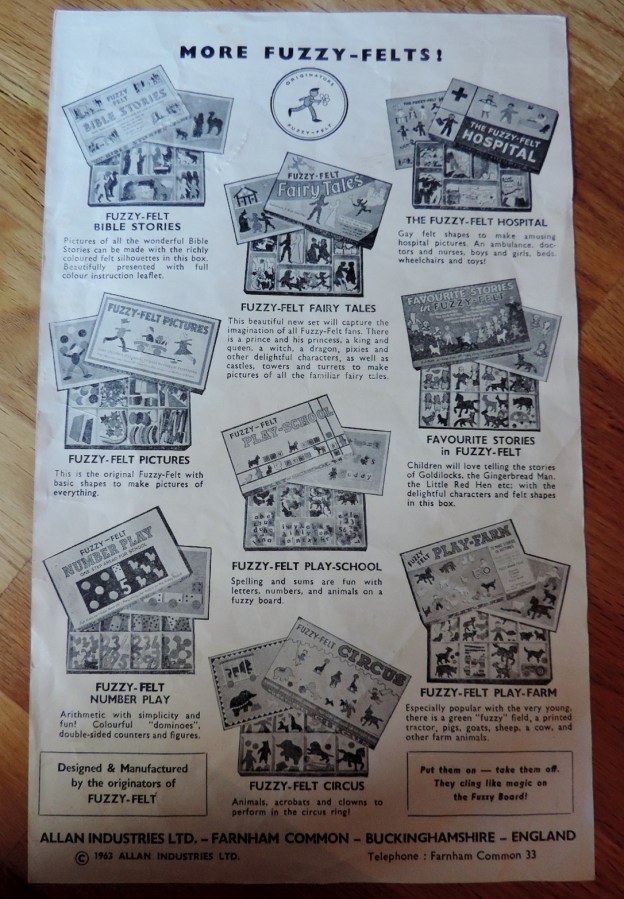 MORE FUZZY-FELTS!
ORIGINATORS
FUZZY-FELT
FUZZY
FELT
BIBLE STORIES
FUZZY-FELT
BIBLE STORIES
Pictures of all the wonderful Bible
Stories can be made with the richly
coloured felt silhouettes in this box.
Beautifully presented with full
colour instruction leaflet.
FUZZY-FELT
Fairy Tales
FUZZY-FELT FAIRY TALES
This beautiful new set will capture the
imagination of all Fuzzy-Felt fans. There
is a prince and his princess, a king and
queen, a witch, a dragon, pixies and
other delightful characters, as well as
castles, towers and turrets to make
pictures of all the familiar fairy tales.
THE FUZZY-FELT
HOSPITAL
THE FUZZY-FELT HOSPITAL
Gay felt shapes to make amusing
hospital pictures. An ambulance, doc-
tors and nurses, boys and girls, beds,
wheelchairs and toys!
FUZZY-FELT PICTURES
FUZZY-FELT PICTURES
This is the original Fuzzy-Felt with
basic shapes to make pictures of
everything.
FUZZY-FELT
PLAY-SCHOOL
FUZZY-FELT PLAY-SCHOOL
Spelling and sums are fun with
letters, numbers, and animals on a
fuzzy board.
FAVOURITE STORIES
in FUZZY-FELT
FAVOURITE STORIES
in FUZZY-FELT
Children will love telling the stories
of Goldilocks, the Gingerbread Man,
the Little Red Hen etc; with the
delightful characters and felt shapes
in this box.
FUZZY-FELT
NUMBER PLAY
5
FUZZY-FELT
NUMBER PLAY
Arithmetic with simplicity and
fun! Colourful "dominoes",
double-sided counters and figures.
FUZZY-FELT
CIRCUS
FUZZY-FELT CIRCUS
Animals, acrobats and clowns to
perform in the circus ring!
FUZZY FELT
PLAY-FARM
FUZZY-FELT PLAY-FARM
Especially popular with the very young,
there is a green "fuzzy" field, a printed
tractor, pigs, goats, sheep, a cow, and
other farm animals.
Designed & Manufactured
by the originators of
FUZZY-FELT
Put them on — take them off.
They cling like magic on
the Fuzzy Board!
ALLAN INDUSTRIES LTD. – FARNHAM COMMON – BUCKINGHAMSHIRE – ENGLAND
© 1963 ALLAN INDUSTRIES LTD.
Telephone : Farnham Common 33